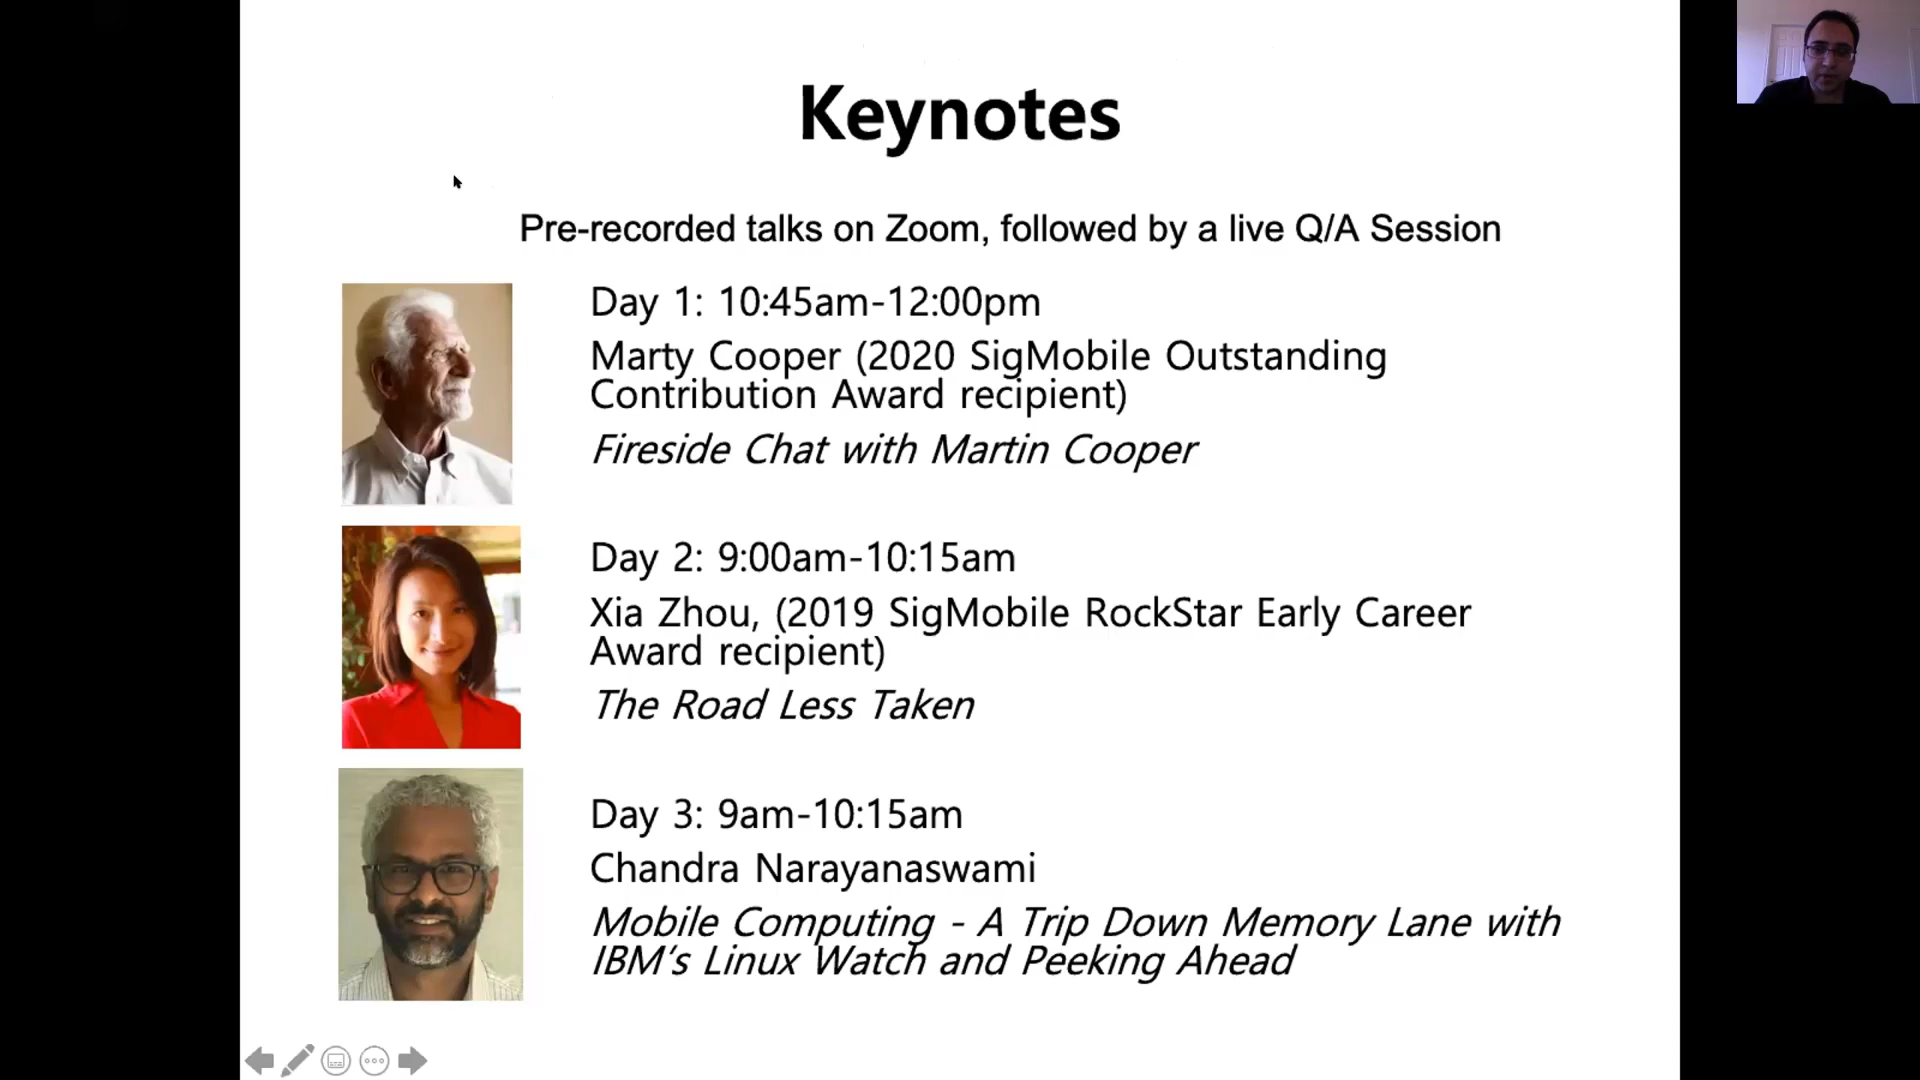 Keynotes
Pre-recorded talks on Zoom, followed by a live Q/A Session
Day 1: 10:45am-12:00pm
Marty Cooper (2020 SigMobile Outstanding
Contribution Award recipient)
Fireside Chat with Martin Cooper
Day 2: 9:00am-10:15am
Xia Zhou, (2019 SigMobile RockStar Early Career
Award recipient)
The Road Less Taken
Day 3: 9am-10:15am
Chandra Narayanaswami
Mobile Computing - A Trip Down Memory Lane with
IBM‘s Linux Watch and Peeking Ahead